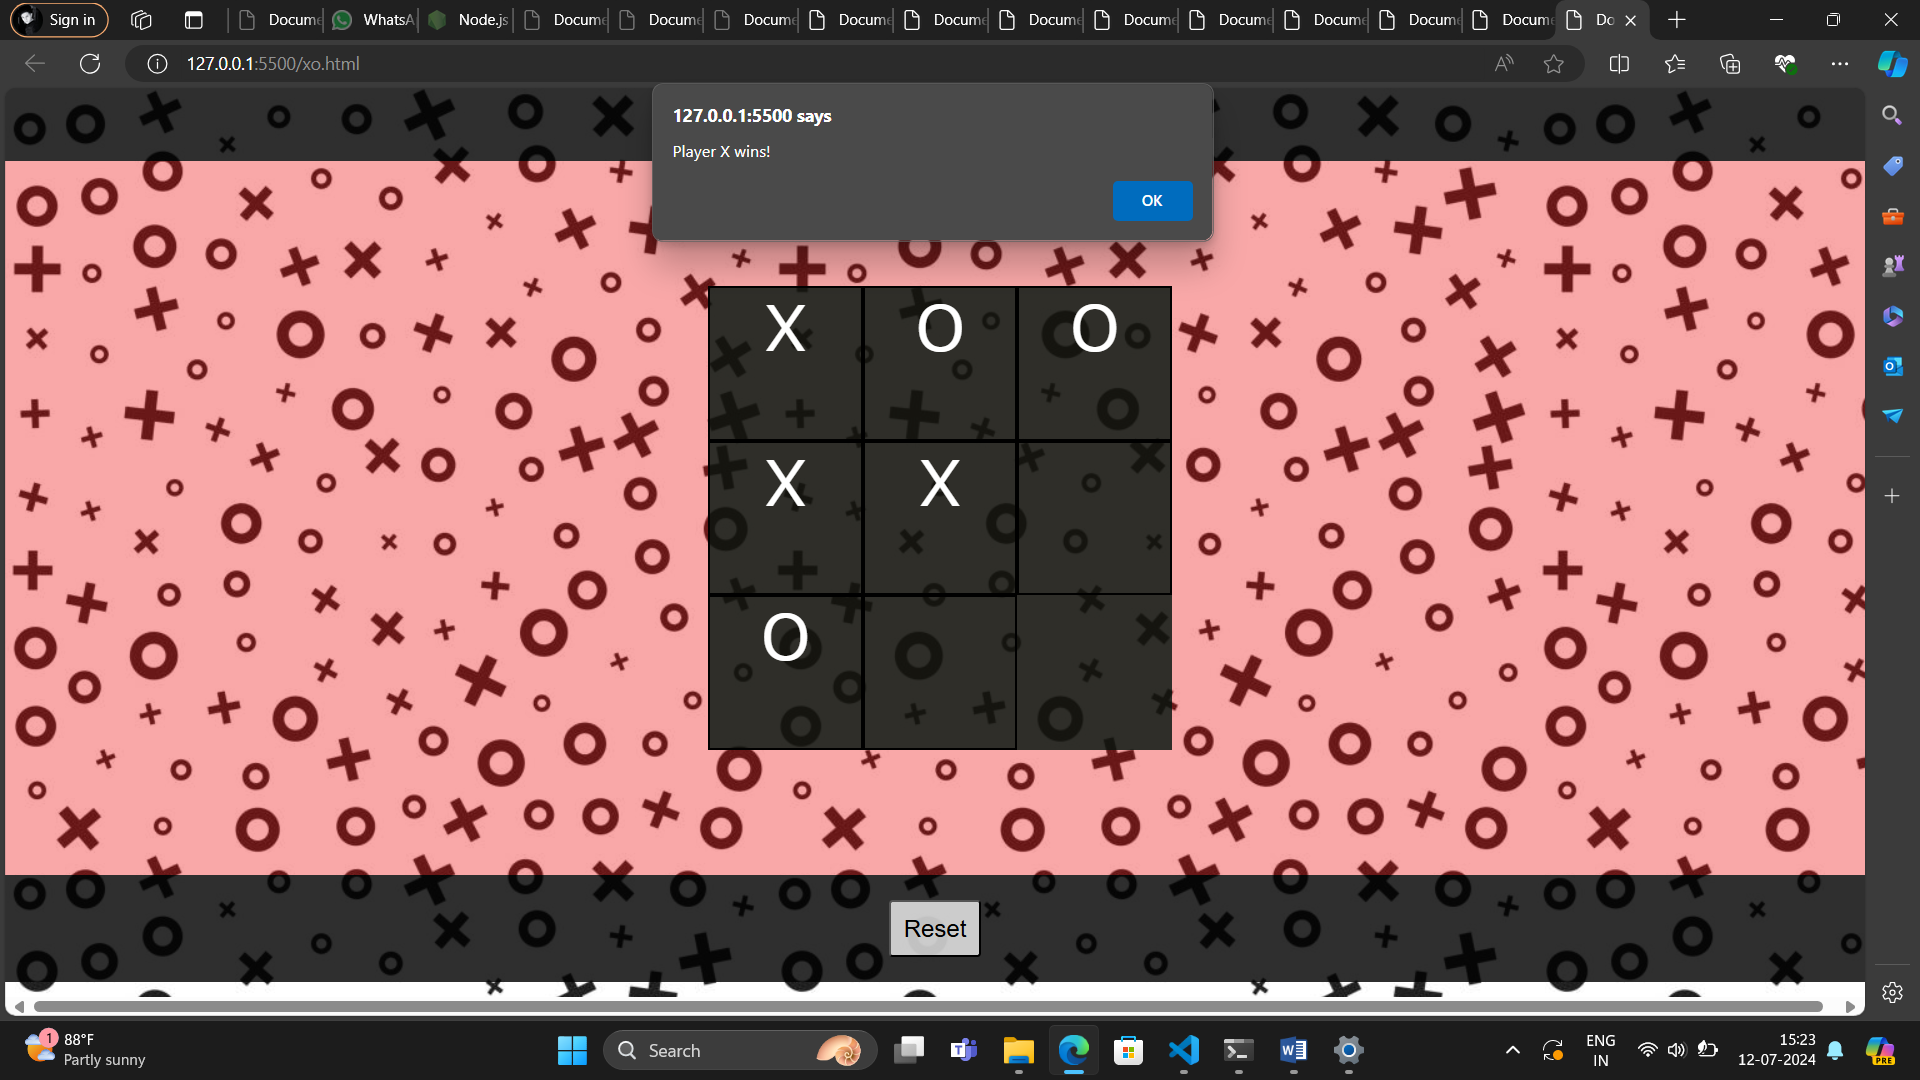 Sign in
Docume
WhatsA
Node.js
Docume
Docume
Docume
Docume
Docume
Docume
Docume
Docume
Docume
Docume
Docume
Do
127.0.0.1:5500/xo.html
127.0.0.1:5500 says
Player X wins!
OK
X O O
X X
O
Reset
1
88°F
Partly sunny
Search
ENG
IN
15:23
12-07-2024
PRE